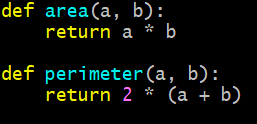 def area(a, b):
    return a * b

def perimeter(a, b):
    return 2 * (a + b)